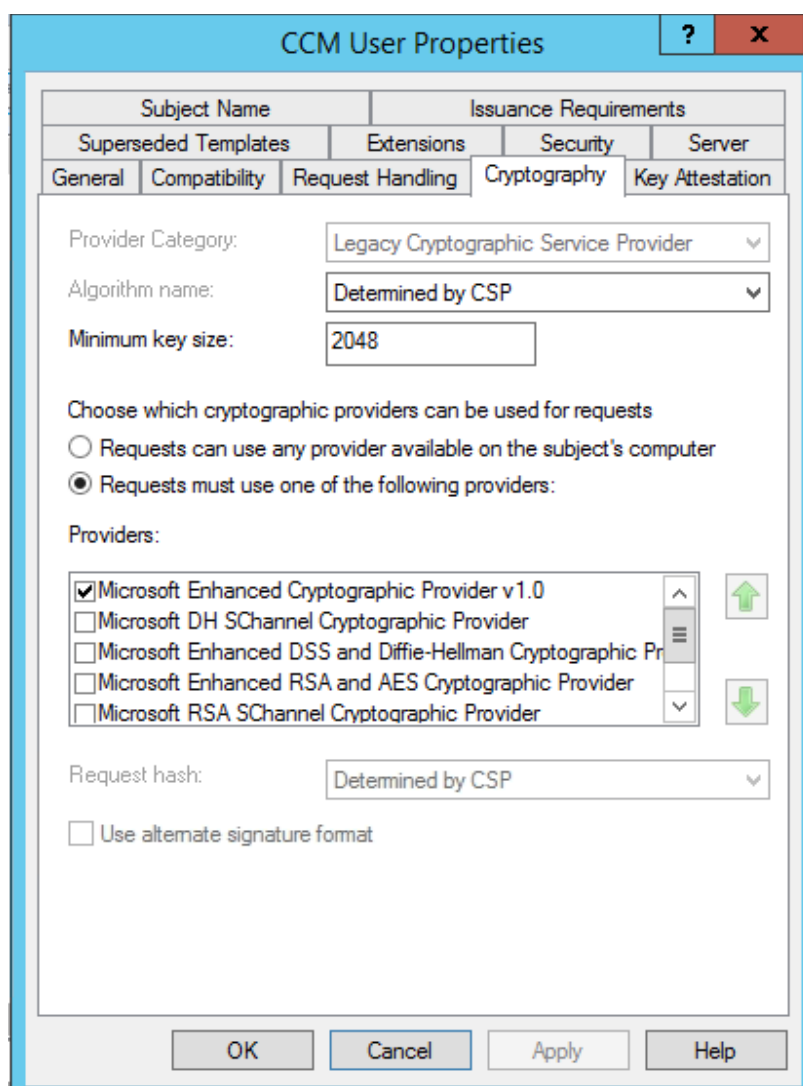 CCM User Properties
? x
Subject Name Issuance Requirements
Superseded Templates Extensions Security Server
General Compatibility Request Handling Cryptography Key Attestation
Provider Category: Legacy Cryptographic Service Provider
Algorithm name: Determined by CSP
Minimum key size: 2048
Choose which cryptographic providers can be used for requests
Requests can use any provider available on the subject's computer
Requests must use one of the following providers:
Providers:
Microsoft Enhanced Cryptographic Provider v1.0
Microsoft DH SChannel Cryptographic Provider
Microsoft Enhanced DSS and Diffie-Hellman Cryptographic Pr
Microsoft Enhanced RSA and AES Cryptographic Provider
Microsoft RSA SChannel Cryptographic Provider
Request hash: Determined by CSP
Use alternate signature format
OK Cancel Apply Help